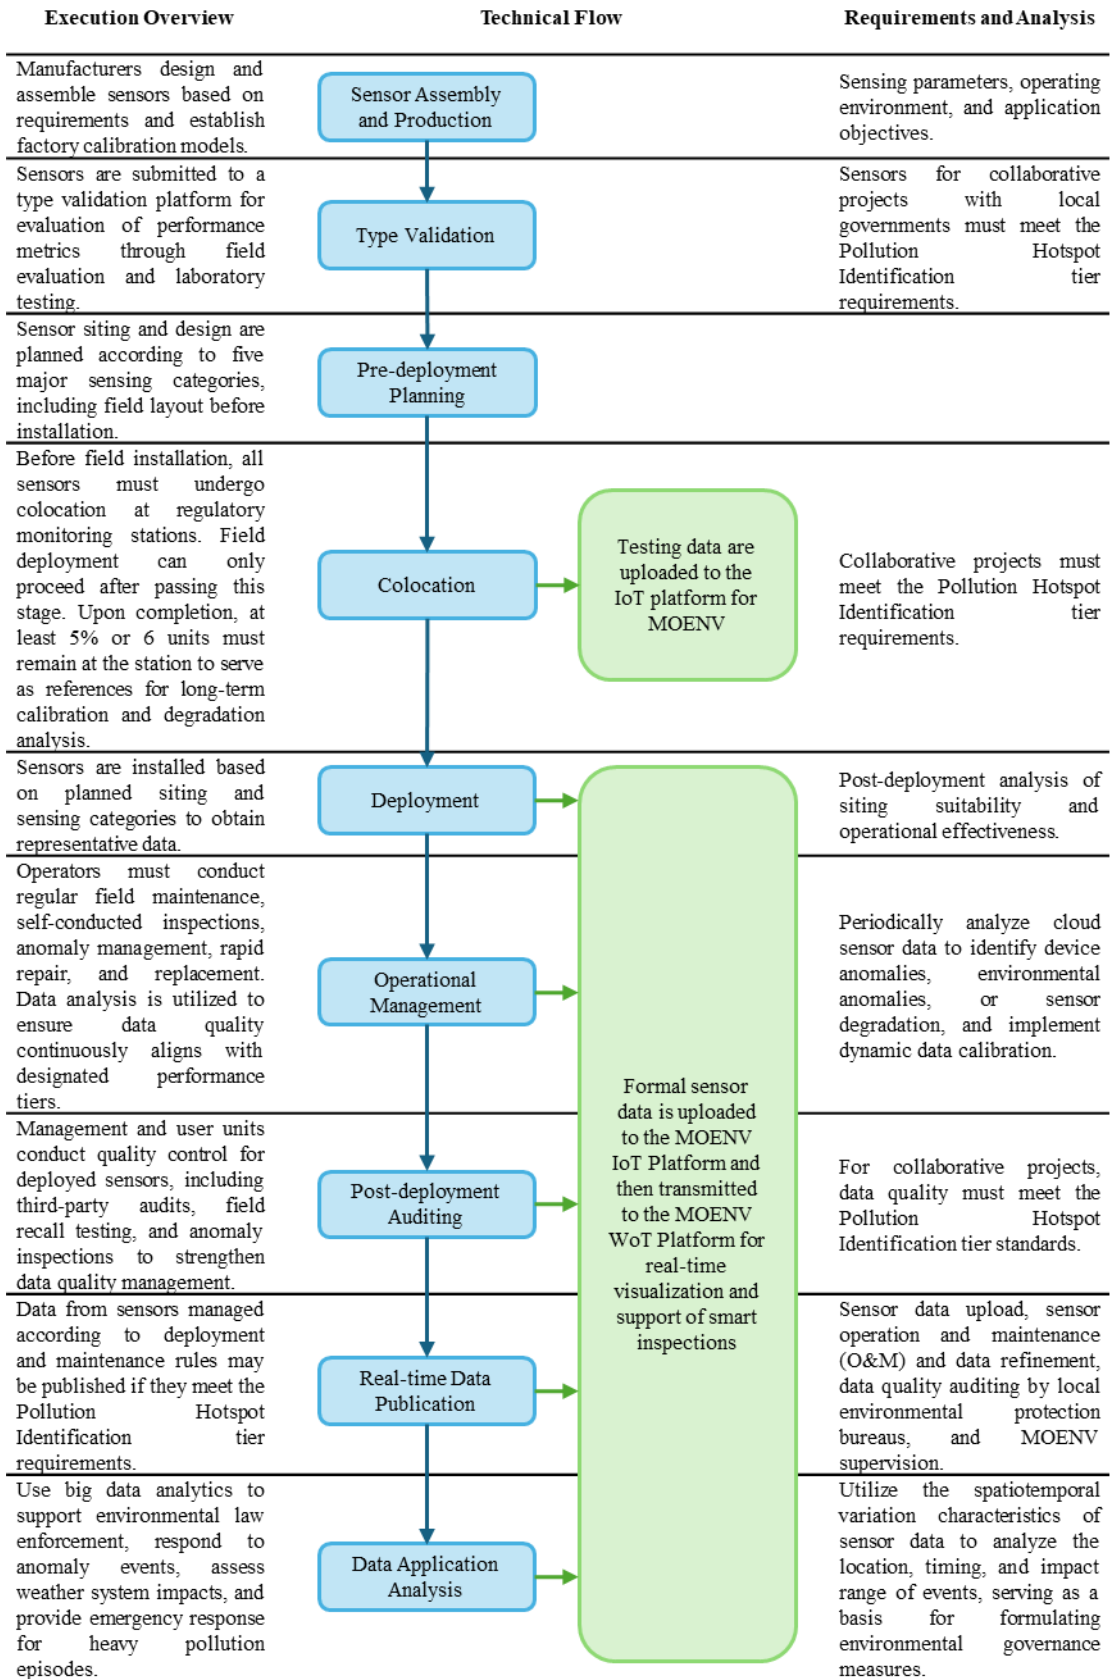 Execution Overview
Technical Flow
Requirements and Analysis
Manufacturers design and
assemble sensors based on
requirements and establish
factory calibration models.
Sensor Assembly
and Production
Sensing parameters, operating
environment, and application
objectives.
Sensors are submitted to a
type validation platform for
evaluation of performance
metrics through field
evaluation and laboratory
testing.
Type Validation
Sensors for collaborative
projects with local
governments must meet the
Pollution Hotspot
Identification tier
requirements.
Sensor siting and design are
planned according to five
major sensing categories,
including field layout before
installation.
Pre-deployment
Planning
Before field installation, all
sensors must undergo
colocation at regulatory
monitoring stations. Field
deployment can only
proceed after passing this
stage. Upon completion, at
least 5% or 6 units must
remain at the station to serve
as references for long-term
calibration and degradation
analysis.
Colocation
Testing data are
uploaded to the
IoT platform for
MOENV
Collaborative projects must
meet the Pollution Hotspot
Identification tier
requirements.
Sensors are installed based
on planned siting and
sensing categories to obtain
representative data.
Deployment
Post-deployment analysis of
siting suitability and
operational effectiveness.
Operators must conduct
regular field maintenance,
self-conducted inspections,
anomaly management, rapid
repair, and replacement.
Data analysis is utilized to
ensure data quality
continuously aligns with
designated performance
tiers.
Operational
Management
Periodically analyze cloud
sensor data to identify device
anomalies, environmental
anomalies, or sensor
degradation, and implement
dynamic data calibration.
Formal sensor
data is uploaded
to the MOENV
IoT Platform and
then transmitted
to the MOENV
WoT Platform for
real-time
visualization and
support of smart
inspections
Management and user units
conduct quality control for
deployed sensors, including
third-party audits, field
recall testing, and anomaly
inspections to strengthen
data quality management.
Post-deployment
Auditing
For collaborative projects,
data quality must meet the
Pollution Hotspot
Identification tier standards.
Data from sensors managed
according to deployment
and maintenance rules may
be published if they meet the
Pollution Hotspot
Identification tier
requirements.
Real-time Data
Publication
Sensor data upload, sensor
operation and maintenance
(O&M) and data refinement,
data quality auditing by local
environmental protection
bureaus, and MOENV
supervision.
Use big data analytics to
support environmental law
enforcement, respond to
anomaly events, assess
weather system impacts, and
provide emergency response
for heavy pollution
episodes.
Data Application
Analysis
Utilize the spatiotemporal
variation characteristics of
sensor data to analyze the
location, timing, and impact
range of events, serving as a
basis for formulating
environmental governance
measures.